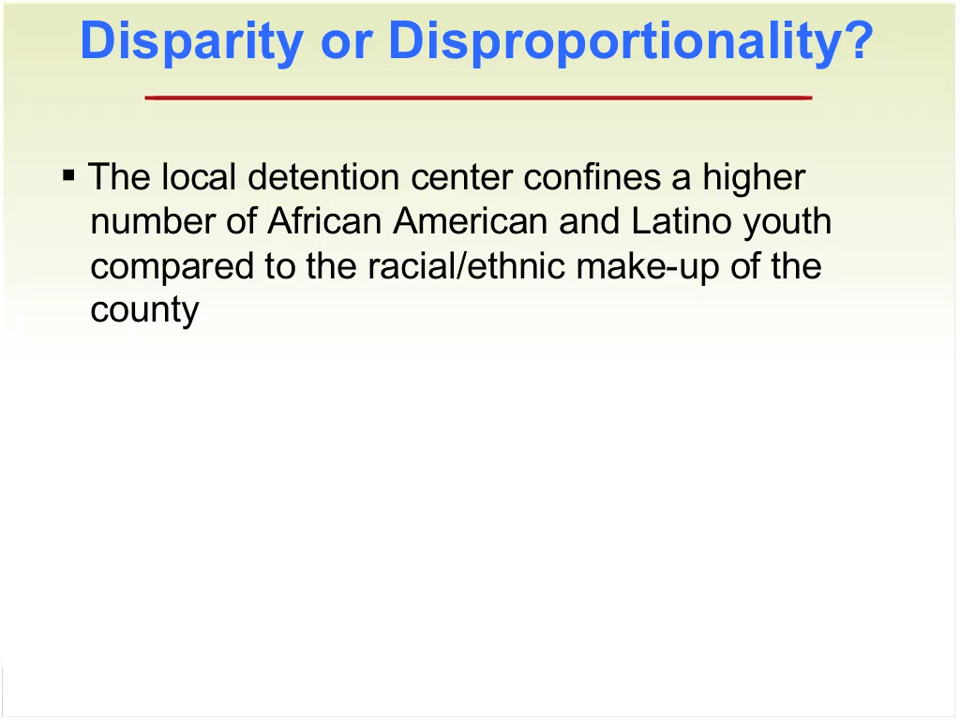 Disparity or Disproportionality?
▪ The local detention center confines a higher
number of African American and Latino youth
compared to the racial/ethnic make-up of the
county